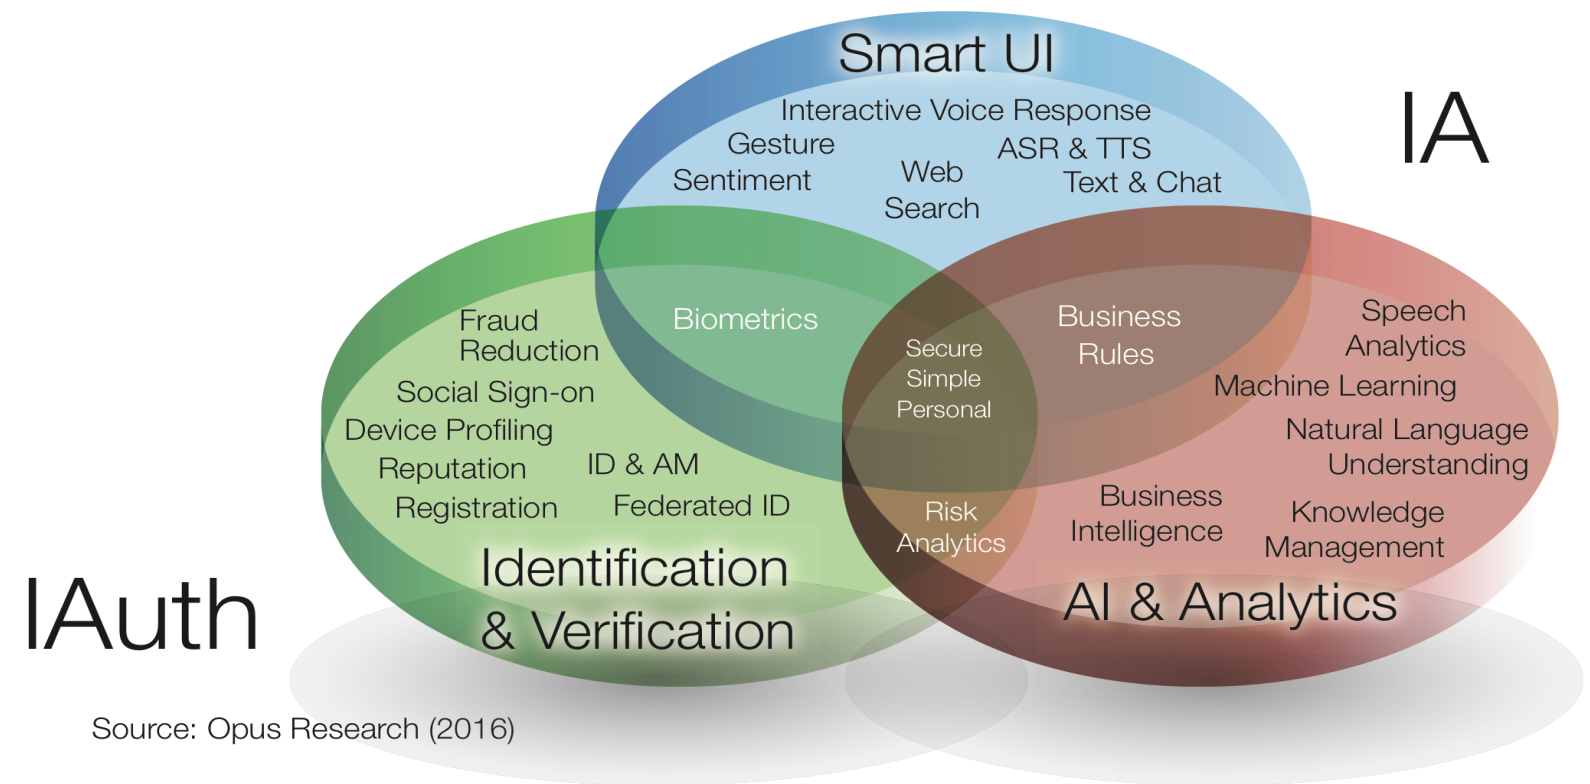 Smart UI
IA
Interactive Voice Response
Gesture
ASR & TTS
Sentiment
Web
Search
Text & Chat
Fraud
Reduction
Social Sign-on
Device Profiling
Reputation
ID & AM
Registration
Federated ID
Identification
& Verification
Biometrics
Secure
Simple
Personal
Business
Rules
Risk
Analytics
Speech
Analytics
Machine Learning
Natural Language
Understanding
Business
Intelligence
Knowledge
Management
AI & Analytics
IAuth
Source: Opus Research (2016)